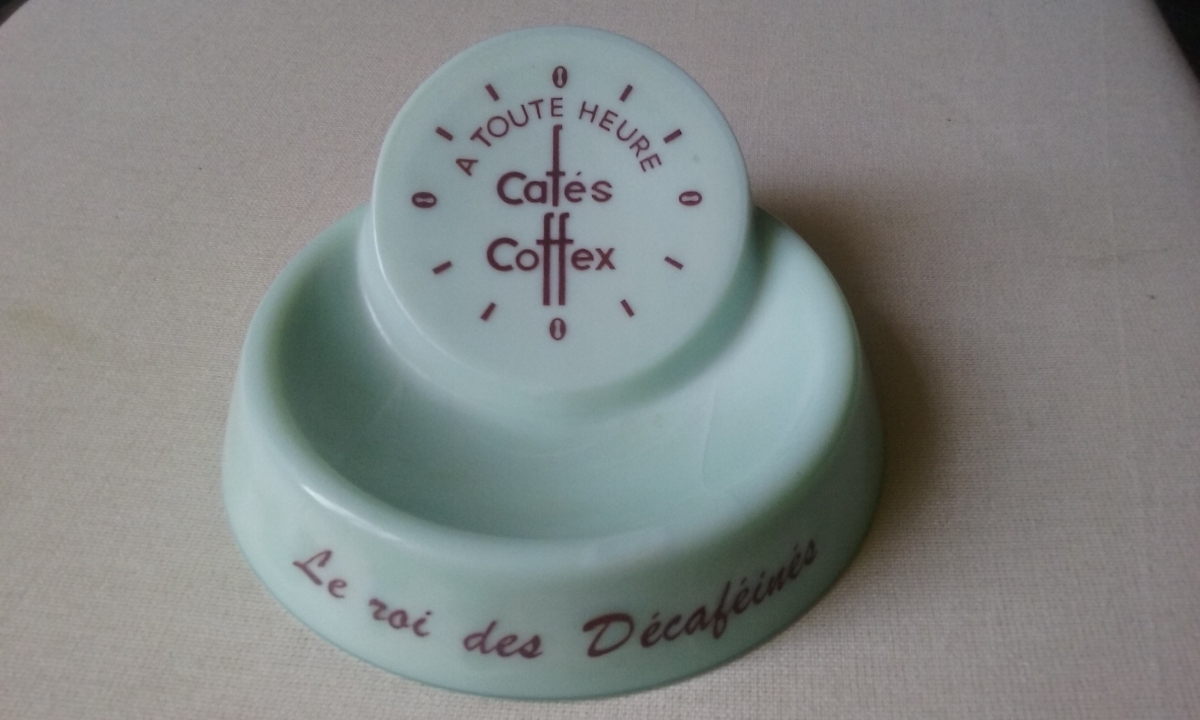 A TOUTE HEURE
Cafés
Coffex
Le roi des Décaféinés